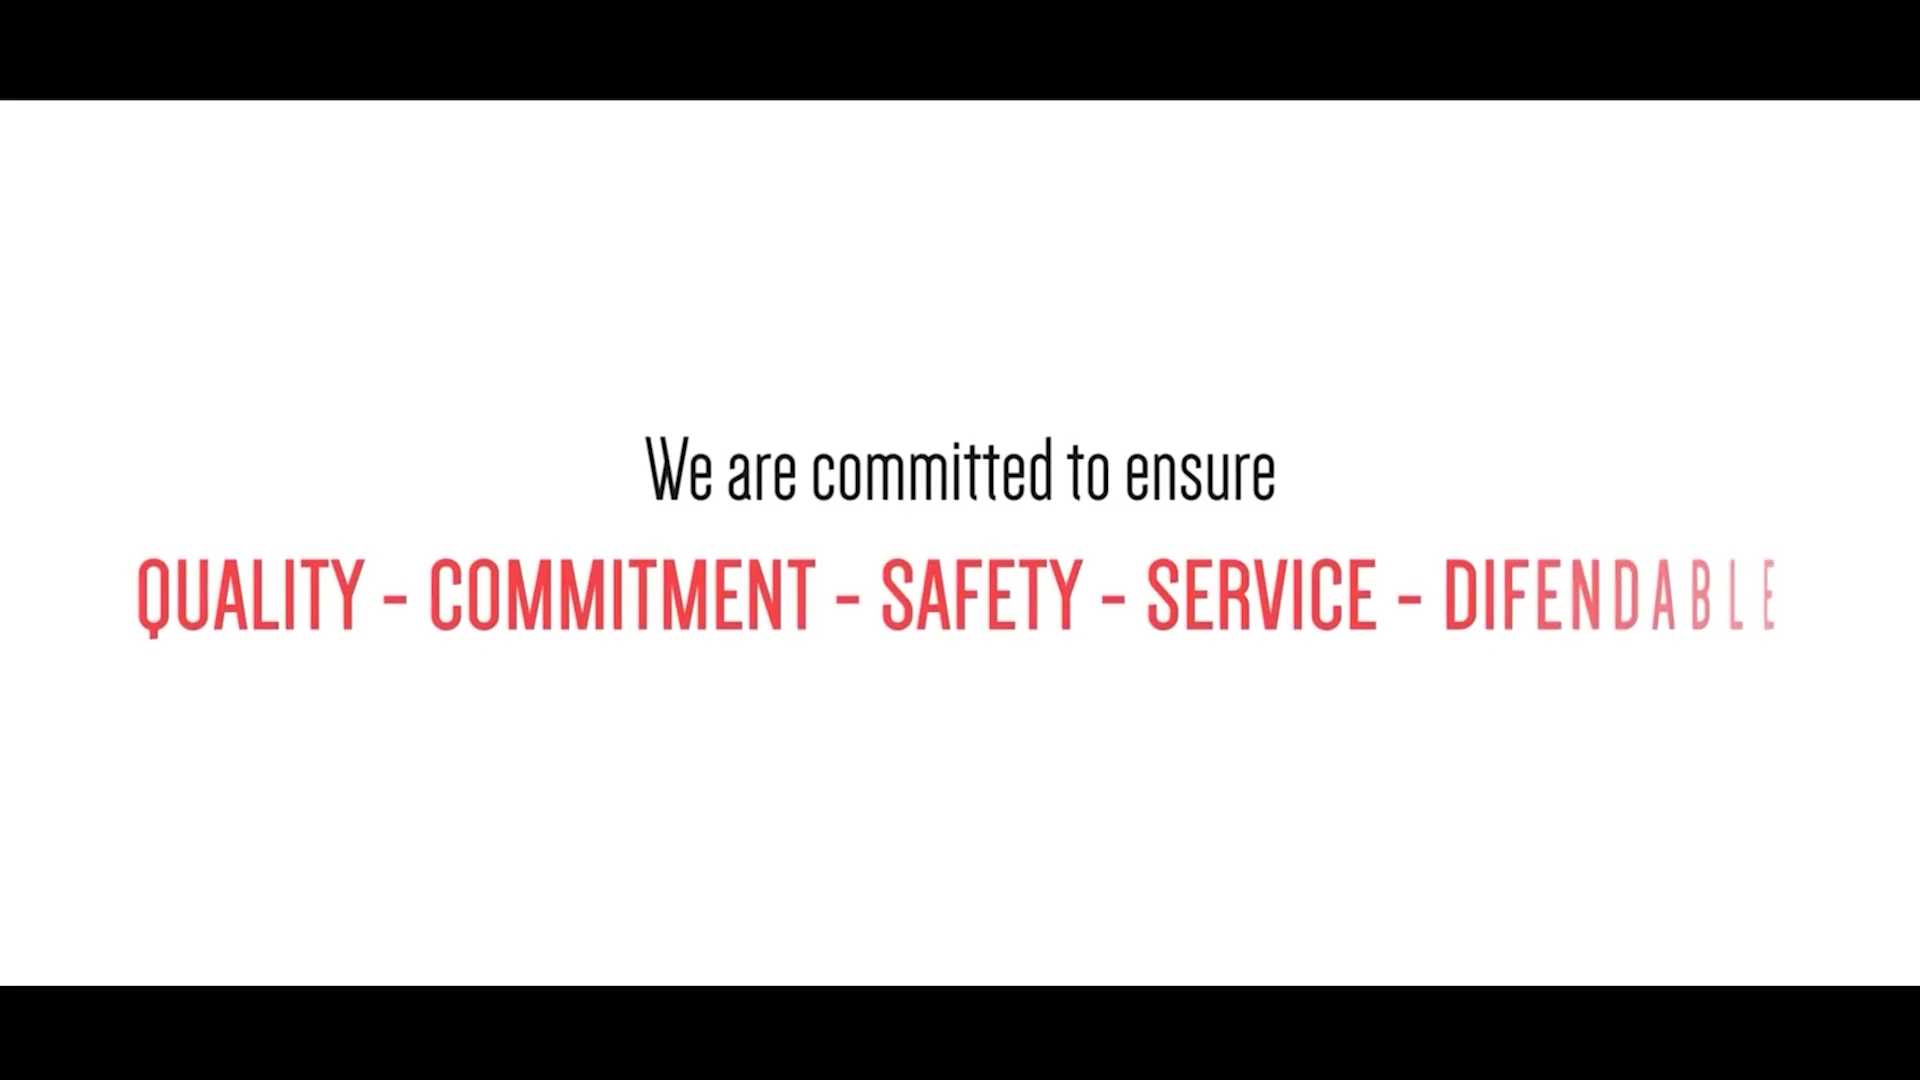 We are committed to ensure
QUALITY - COMMITMENT - SAFETY - SERVICE - DIFENDABLE